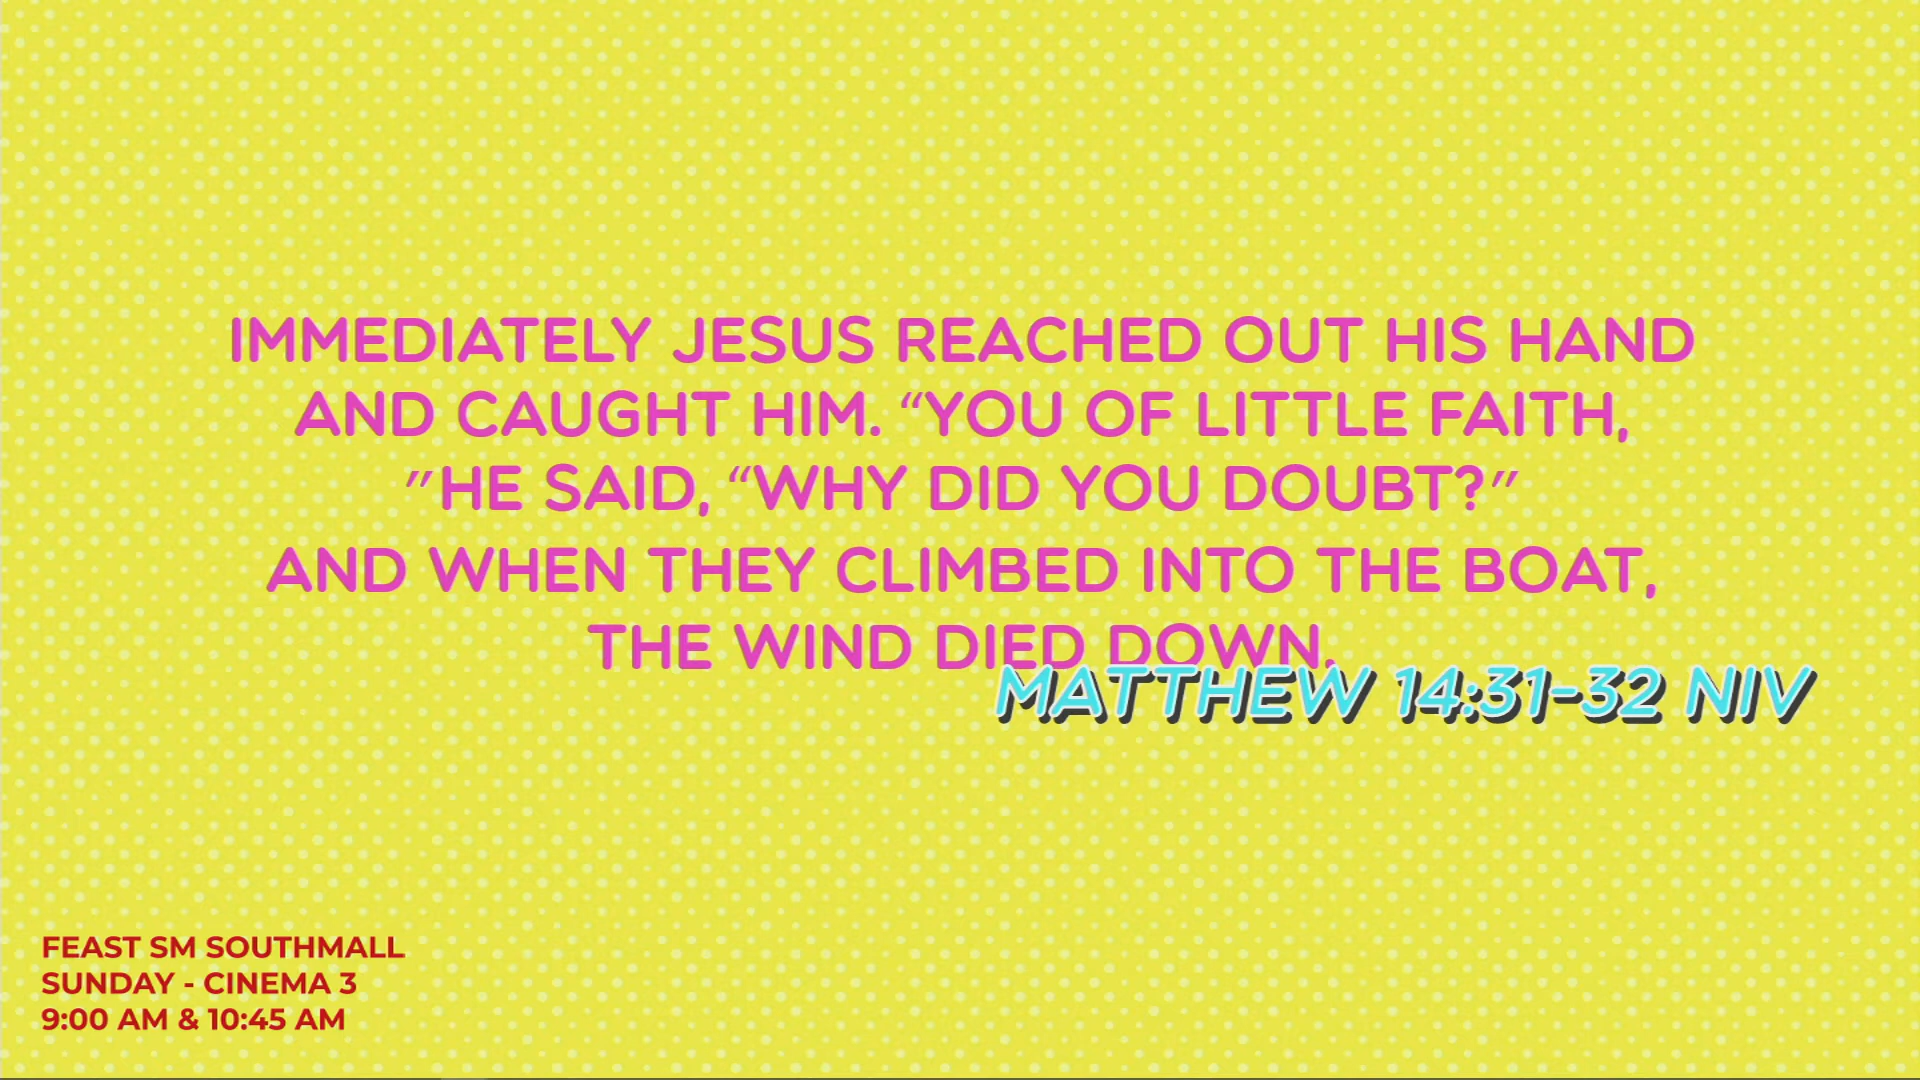 IMMEDIATELY JESUS REACHED OUT HIS HAND
AND CAUGHT HIM. “YOU OF LITTLE FAITH,
”HE SAID, “WHY DID YOU DOUBT?”
AND WHEN THEY CLIMBED INTO THE BOAT,
THE WIND DIED DOWN.
MATTHEW 14:31-32 NIV
FEAST SM SOUTHMALL
SUNDAY - CINEMA 3
9:00 AM & 10:45 AM